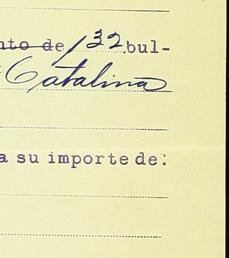 nto de 132 bul-
Catalina
a su importe de: